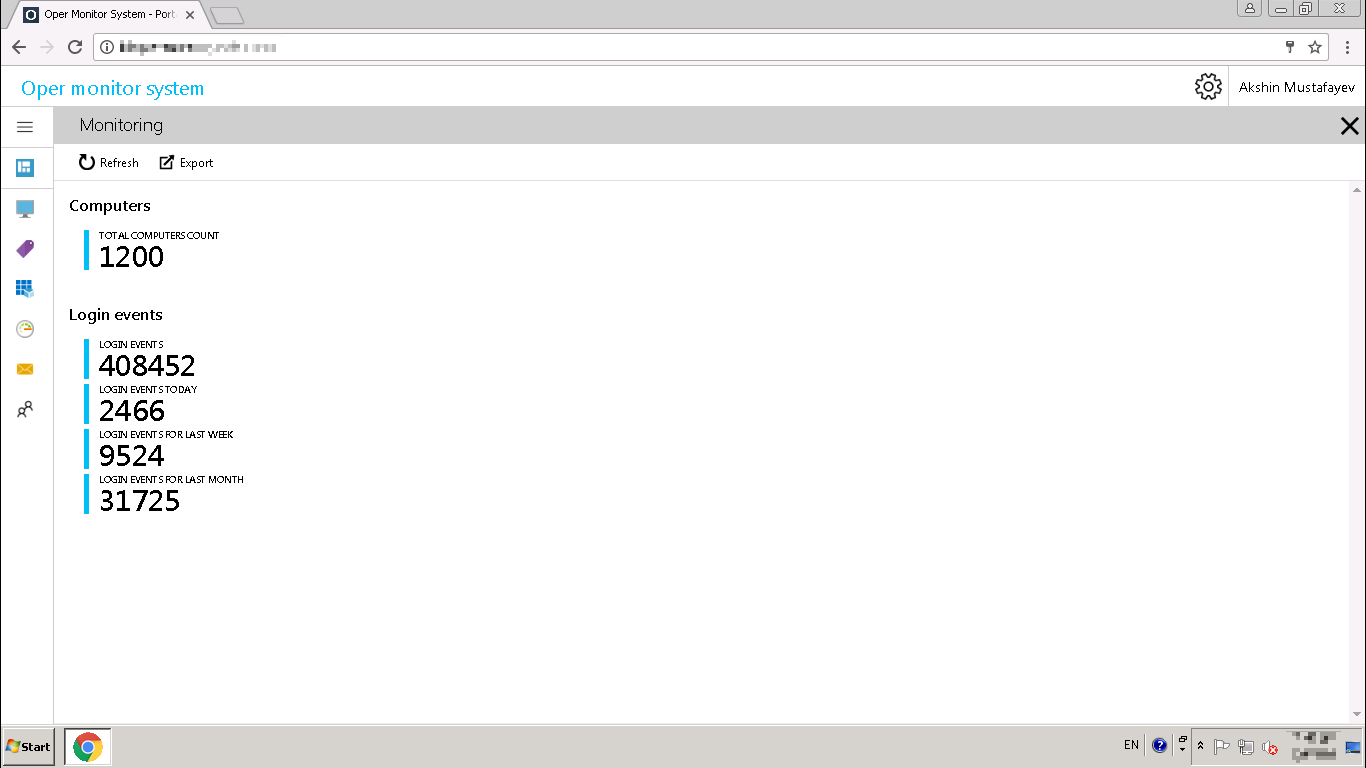 Oper Monitor System - Port
Oper monitor system
Akshin Mustafayev
Monitoring
Refresh
Export
Computers
TOTAL COMPUTERS COUNT
1200
Login events
LOGIN EVENTS
408452
LOGIN EVENTS TODAY
2466
LOGIN EVENTS FOR LAST WEEK
9524
LOGIN EVENTS FOR LAST MONTH
31725
Start
EN